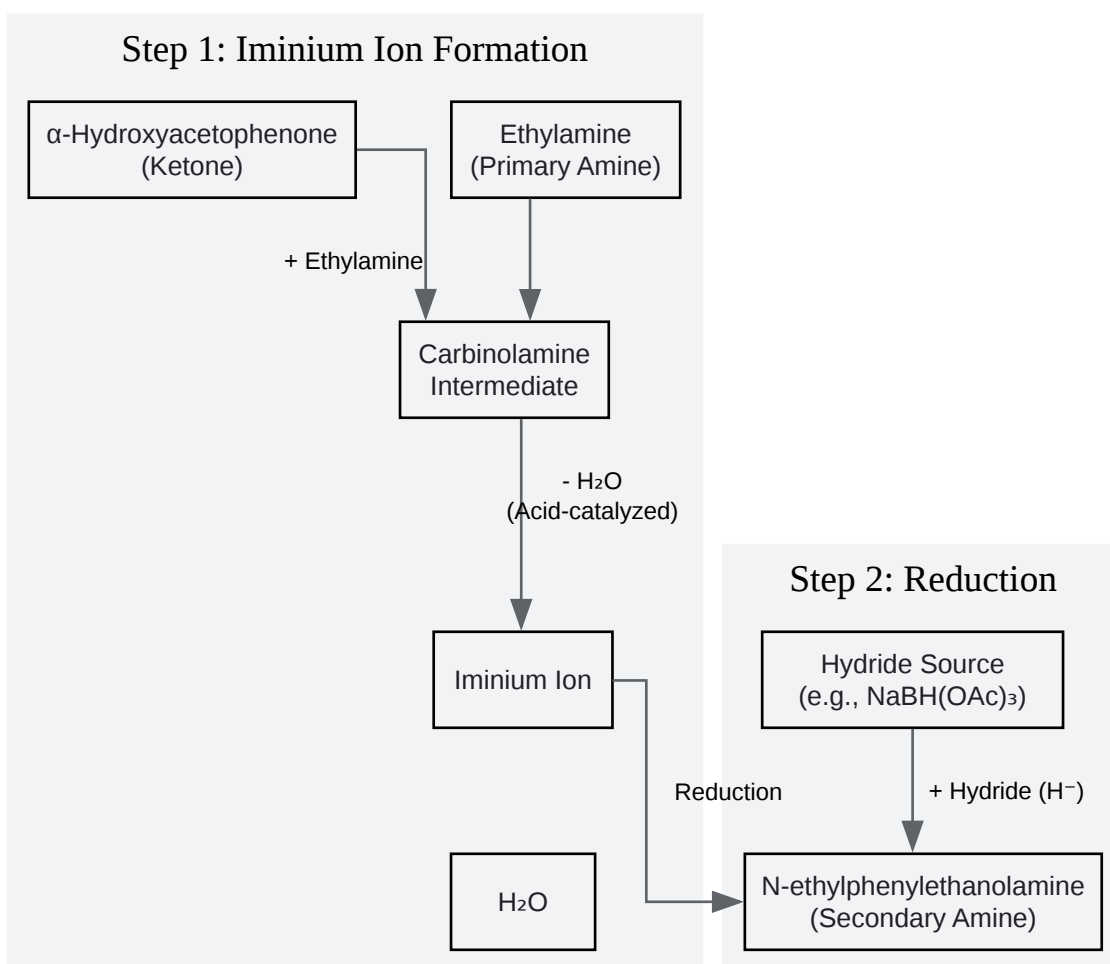 Step 1: Iminium Ion Formation
α-Hydroxyacetophenone
(Ketone)
Ethylamine
(Primary Amine)
+ Ethylamine
Carbinolamine
Intermediate
- H₂O
(Acid-catalyzed)
Iminium Ion
Step 2: Reduction
Hydride Source
(e.g., NaBH(OAc)₃)
Reduction
+ Hydride (H⁻)
H₂O
N-ethylphenylethanolamine
(Secondary Amine)